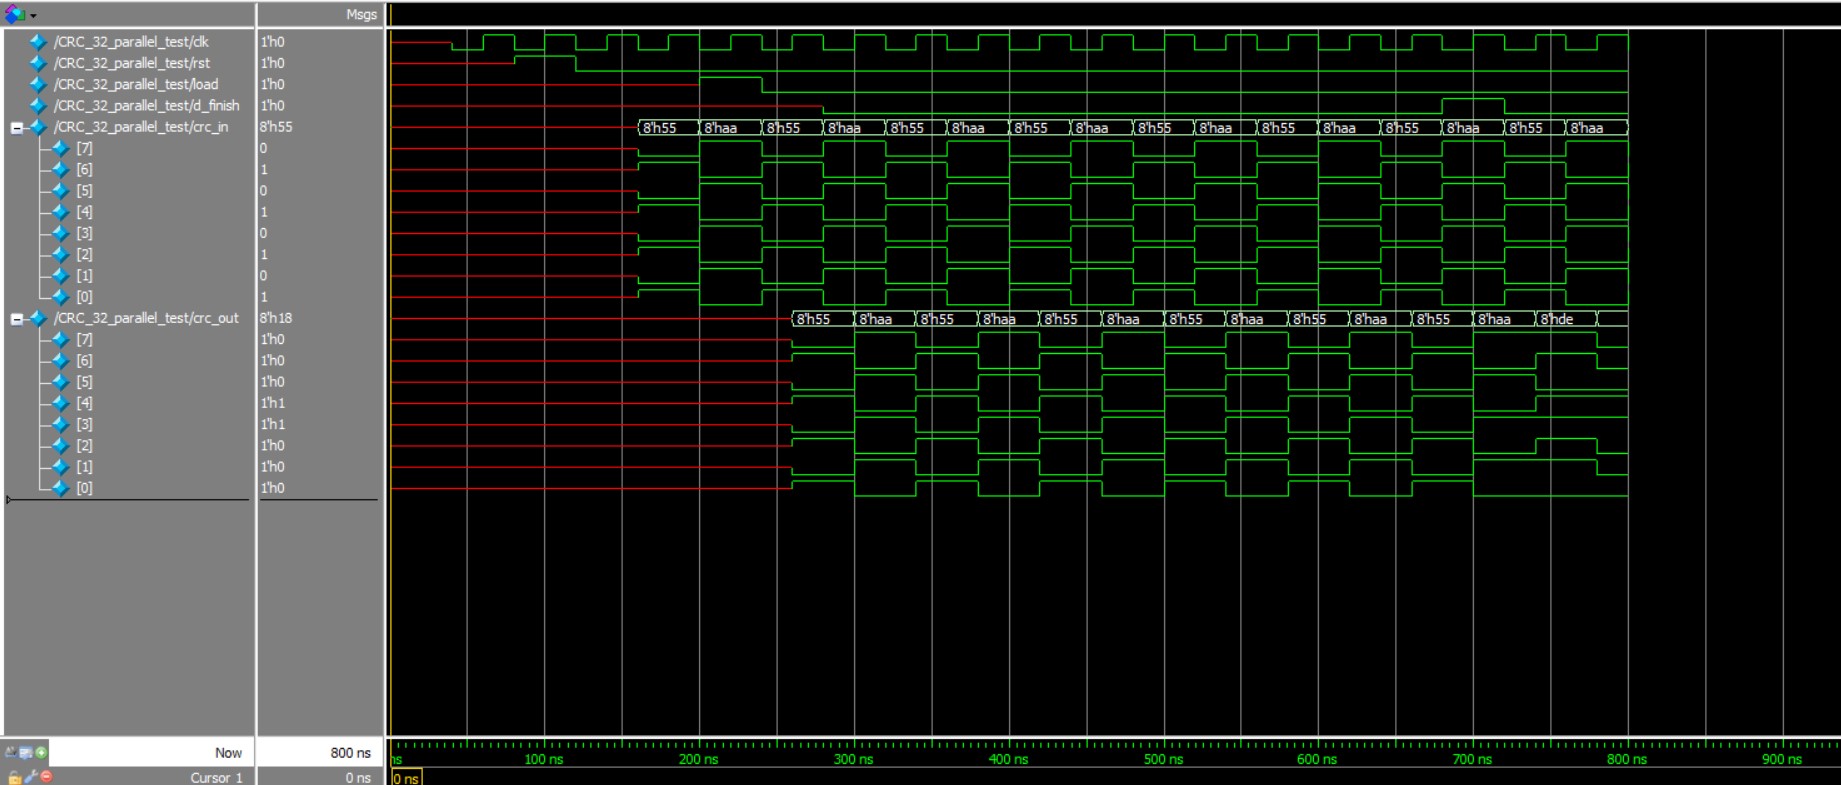 Msgs
/CRC_32_parallel_test/clk 1'h0
/CRC_32_parallel_test/rst 1'h0
/CRC_32_parallel_test/load 1'h0
/CRC_32_parallel_test/d_finish 1'h0
/CRC_32_parallel_test/crc_in 8'h55 8'h55 8'haa 8'h55 8'haa 8'h55 8'haa 8'h55 8'haa 8'h55 8'haa 8'h55 8'haa 8'h55 8'haa 8'h55 8'haa
[7] 0
[6] 1
[5] 0
[4] 1
[3] 0
[2] 1
[1] 0
[0] 1
/CRC_32_parallel_test/crc_out 8'h18 8'h55 8'haa 8'h55 8'haa 8'h55 8'haa 8'h55 8'haa 8'h55 8'haa 8'h55 8'haa 8'hde
[7] 1'h0
[6] 1'h0
[5] 1'h0
[4] 1'h1
[3] 1'h1
[2] 1'h0
[1] 1'h0
[0] 1'h0
Now 800 ns ns 100 ns 200 ns 300 ns 400 ns 500 ns 600 ns 700 ns 800 ns 900 ns
Cursor 1 0 ns 0 ns